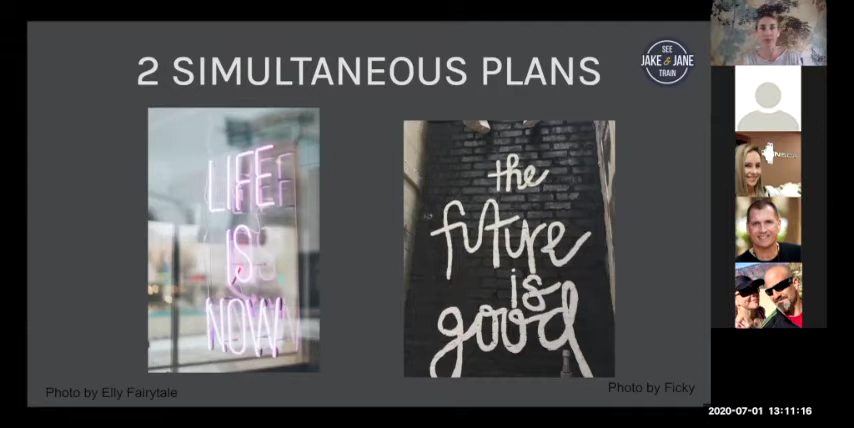 2 SIMULTANEOUS PLANS
SEE
JAKE & JANE
TRAIN
LIFE
IS
NOW
the
future
is
good
Photo by Elly Fairytale
Photo by Ficky
2020-07-01 13:11:16